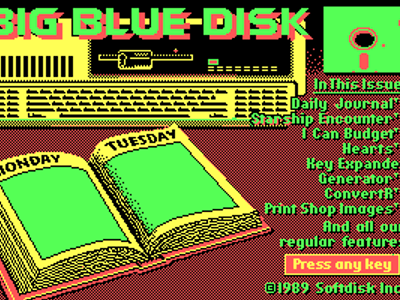 BIG BLUE DISK
In This Issue
Daily Journal*
Starship Encounter*
I Can Budget*
Hearts*
Key Expande
Generator*
ConvertR*
Print Shop Images*
And all our
regular features
Press any key
©1989 Softdisk Inc
MONDAY
TUESDAY